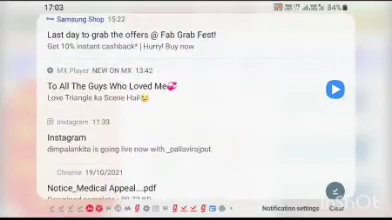 17:03
84%
Samsung Shop 15:22
Last day to grab the offers @ Fab Grab Fest!
Get 10% instant cashback* | Hurry! Buy now
MX Player NEW ON MX 13:42
To All The Guys Who Loved Me💞
Love Triangle ka Scene Hai!😉
Instagram 11:33
Instagram
dimpalankita is going live now with _pallavirajput.
Chrome 19/10/2021
Notice_Medical Appeal....pdf
Notification settings Clear